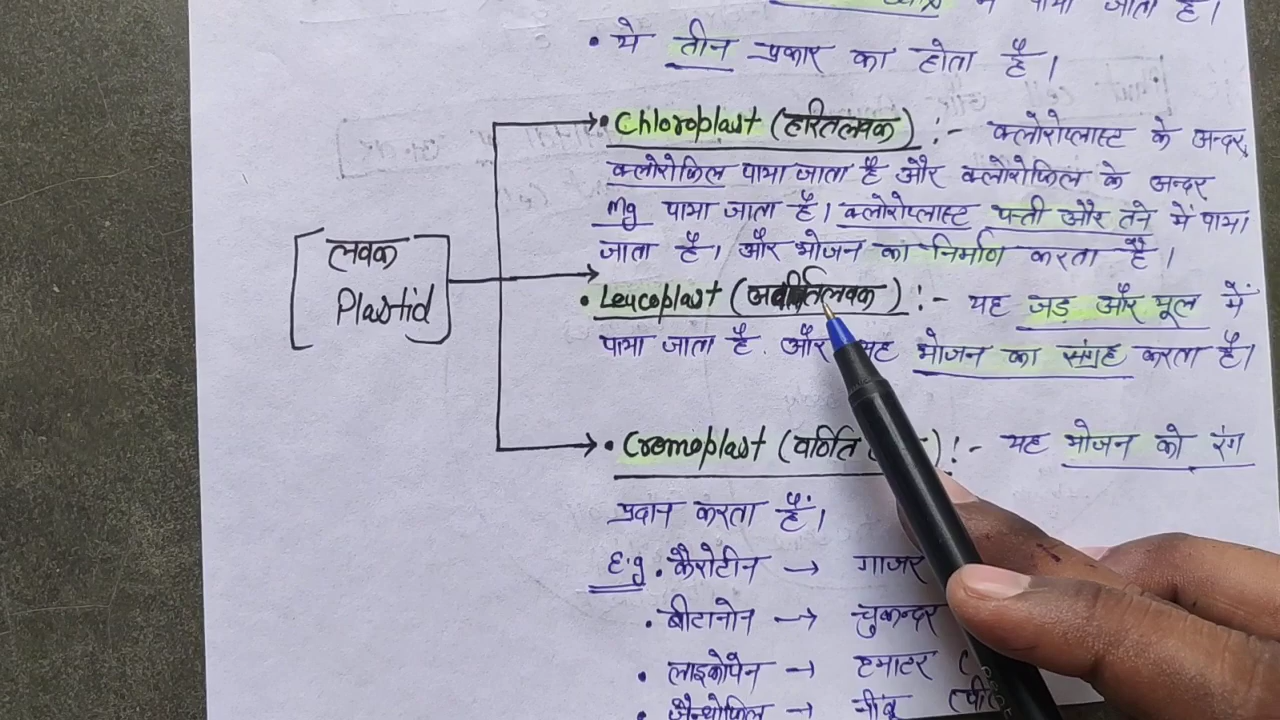 में पाया जाता है।
• ये तीन प्रकार का होता है।
• Chloroplast (हरितलवक) :- क्लोरोप्लास्ट के अन्दर
क्लोरोफिल पाया जाता है और क्लोरोफिल के अन्दर
Mg पाया जाता है। क्लोरोप्लास्ट पत्ती और तने में पाया
जाता है। और भोजन का निर्माण करता है।
लवक
Plastid
• Leucoplast (अवर्णितलवक) :- यह जड़ और मूल में
पाया जाता है. और यह भोजन का संग्रह करता है।
• Cromoplast (वर्णित :- यह भोजन को रंग
प्रदान करता हैं।
E.g. • कैरोटीन → गाजर
• बीटानीन → चुकन्दर
• लाइकोपेन → टमाटर (
• जैन्थोफिल → नीबू (पी